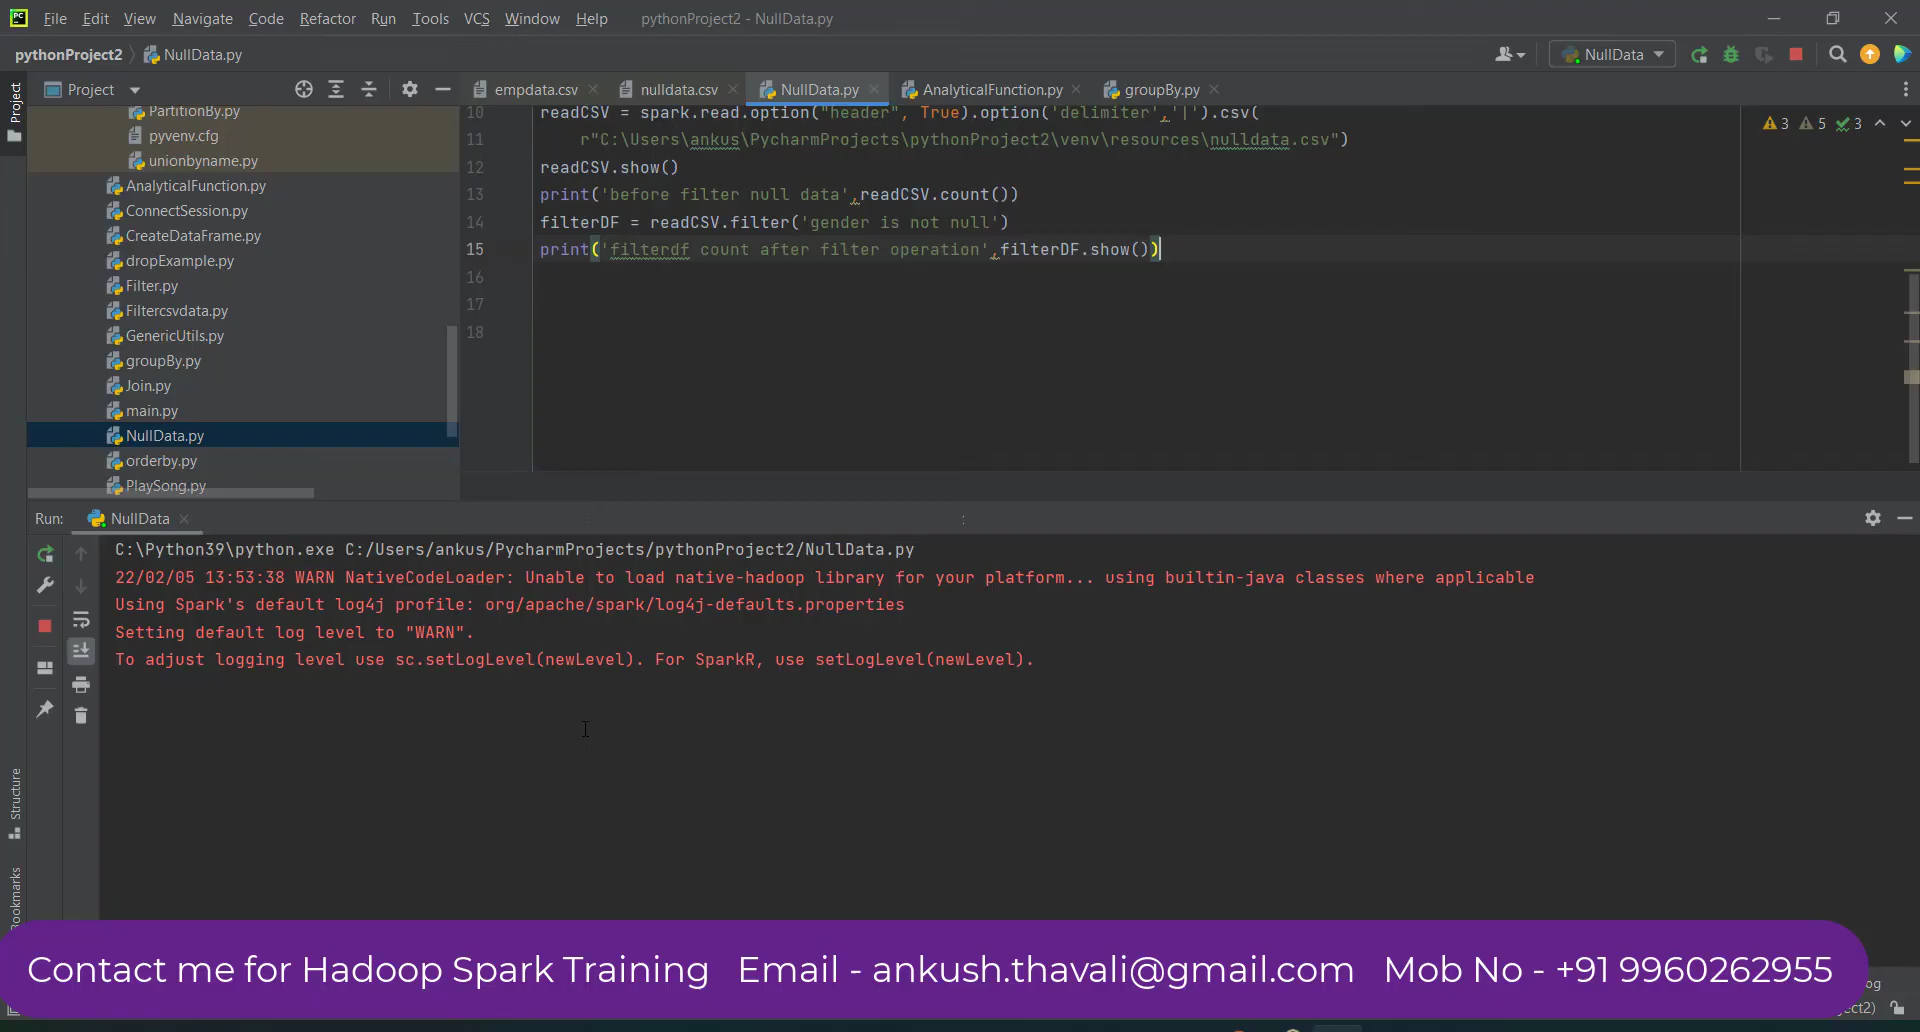 File Edit View Navigate Code Refactor Run Tools VCS Window Help pythonProject2 - NullData.py
pythonProject2 NullData.py NullData
Project empdata.csv nulldata.csv NullData.py AnalyticalFunction.py groupBy.py
Project
PartitionBy.py
pyvenv.cfg
unionbyname.py
AnalyticalFunction.py
ConnectSession.py
CreateDataFrame.py
dropExample.py
Filter.py
Filtercsvdata.py
GenericUtils.py
groupBy.py
Join.py
main.py
NullData.py
orderby.py
PlaySong.py
10 readCSV = spark.read.option("header", True).option('delimiter','|').csv(
11 r"C:\Users\ankus\PycharmProjects\pythonProject2\venv\resources\nulldata.csv")
12 readCSV.show()
13 print('before filter null data',readCSV.count())
14 filterDF = readCSV.filter('gender is not null')
15 print('filterdf count after filter operation',filterDF.show())
16
17
18
3 5 3
Run: NullData
C:\Python39\python.exe C:/Users/ankus/PycharmProjects/pythonProject2/NullData.py
22/02/05 13:53:38 WARN NativeCodeLoader: Unable to load native-hadoop library for your platform... using builtin-java classes where applicable
Using Spark's default log4j profile: org/apache/spark/log4j-defaults.properties
Setting default log level to "WARN".
To adjust logging level use sc.setLogLevel(newLevel). For SparkR, use setLogLevel(newLevel).
Structure
Bookmarks
Contact me for Hadoop Spark Training Email - ankush.thavali@gmail.com Mob No - +91 9960262955